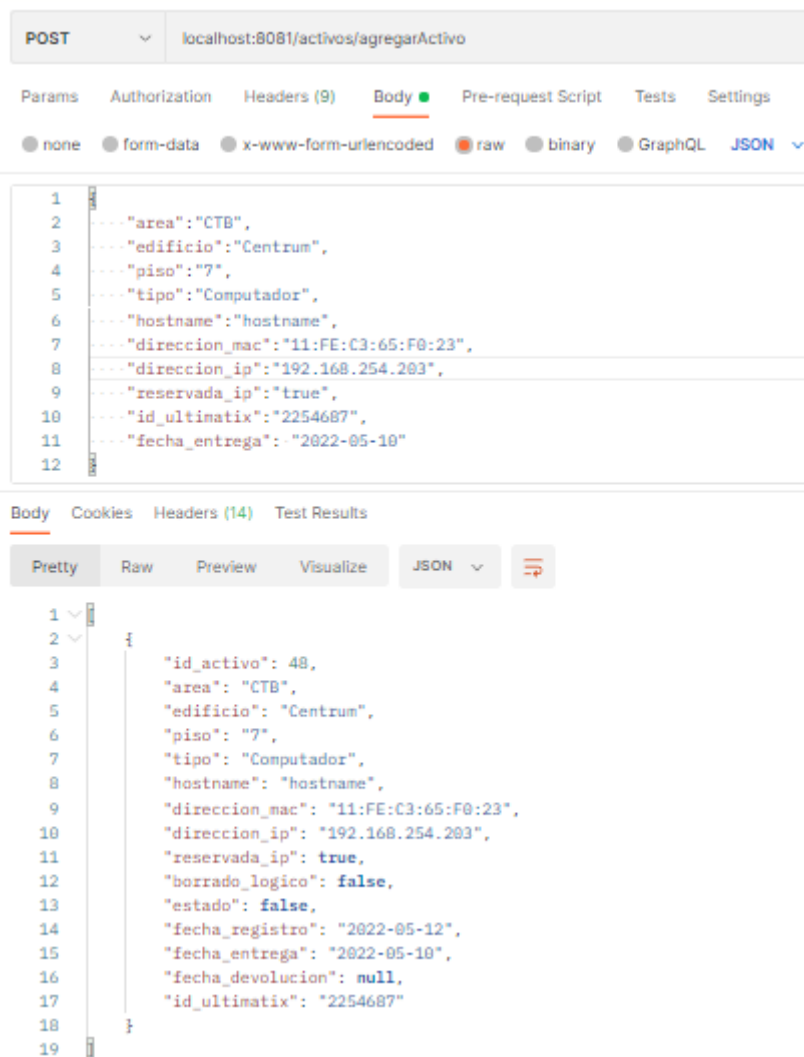 POST localhost:8081/activos/agregarActivo
Params Authorization Headers (9) Body Pre-request Script Tests Settings
none form-data x-www-form-urlencoded raw binary GraphQL JSON
1 {
2 "area":"CTB",
3 "edificio":"Centrum",
4 "piso":"7",
5 "tipo":"Computador",
6 "hostname":"hostname",
7 "direccion_mac":"11:FE:C3:65:F0:23",
8 "direccion_ip":"192.168.254.203",
9 "reservada_ip":"true",
10 "id_ultimatix":"2254687",
11 "fecha_entrega": "2022-05-10"
12 }
Body Cookies Headers (14) Test Results
Pretty Raw Preview Visualize JSON
1 [
2 {
3 "id_activo": 48,
4 "area": "CTB",
5 "edificio": "Centrum",
6 "piso": "7",
7 "tipo": "Computador",
8 "hostname": "hostname",
9 "direccion_mac": "11:FE:C3:65:F0:23",
10 "direccion_ip": "192.168.254.203",
11 "reservada_ip": true,
12 "borrado_logico": false,
13 "estado": false,
14 "fecha_registro": "2022-05-12",
15 "fecha_entrega": "2022-05-10",
16 "fecha_devolucion": null,
17 "id_ultimatix": "2254687"
18 }
19 ]